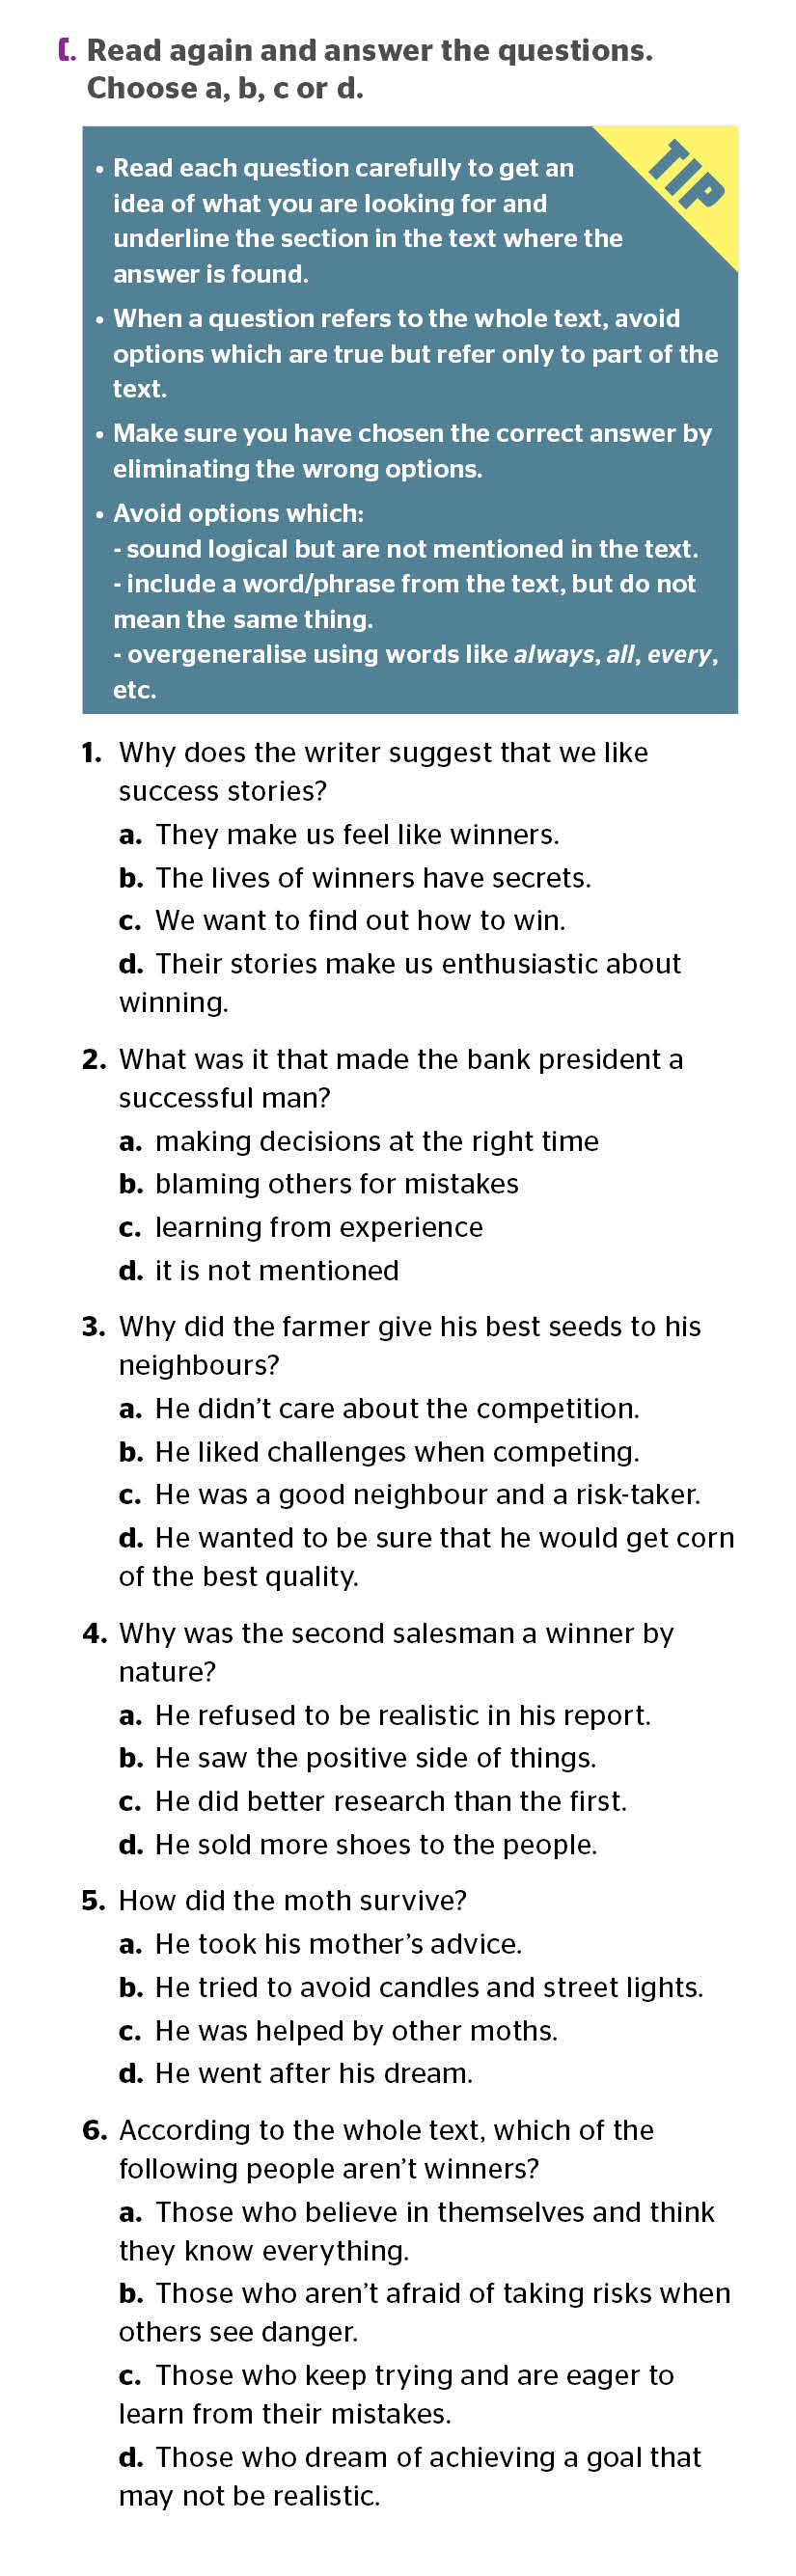 C. Read again and answer the questions.
Choose a, b, c or d.
TIP
• Read each question carefully to get an
idea of what you are looking for and
underline the section in the text where the
answer is found.
• When a question refers to the whole text, avoid
options which are true but refer only to part of the
text.
• Make sure you have chosen the correct answer by
eliminating the wrong options.
• Avoid options which:
- sound logical but are not mentioned in the text.
- include a word/phrase from the text, but do not
mean the same thing.
- overgeneralise using words like always, all, every,
etc.
1. Why does the writer suggest that we like
success stories?
a. They make us feel like winners.
b. The lives of winners have secrets.
c. We want to find out how to win.
d. Their stories make us enthusiastic about
winning.
2. What was it that made the bank president a
successful man?
a. making decisions at the right time
b. blaming others for mistakes
c. learning from experience
d. it is not mentioned
3. Why did the farmer give his best seeds to his
neighbours?
a. He didn't care about the competition.
b. He liked challenges when competing.
c. He was a good neighbour and a risk-taker.
d. He wanted to be sure that he would get corn
of the best quality.
4. Why was the second salesman a winner by
nature?
a. He refused to be realistic in his report.
b. He saw the positive side of things.
c. He did better research than the first.
d. He sold more shoes to the people.
5. How did the moth survive?
a. He took his mother's advice.
b. He tried to avoid candles and street lights.
c. He was helped by other moths.
d. He went after his dream.
6. According to the whole text, which of the
following people aren't winners?
a. Those who believe in themselves and think
they know everything.
b. Those who aren't afraid of taking risks when
others see danger.
c. Those who keep trying and are eager to
learn from their mistakes.
d. Those who dream of achieving a goal that
may not be realistic.